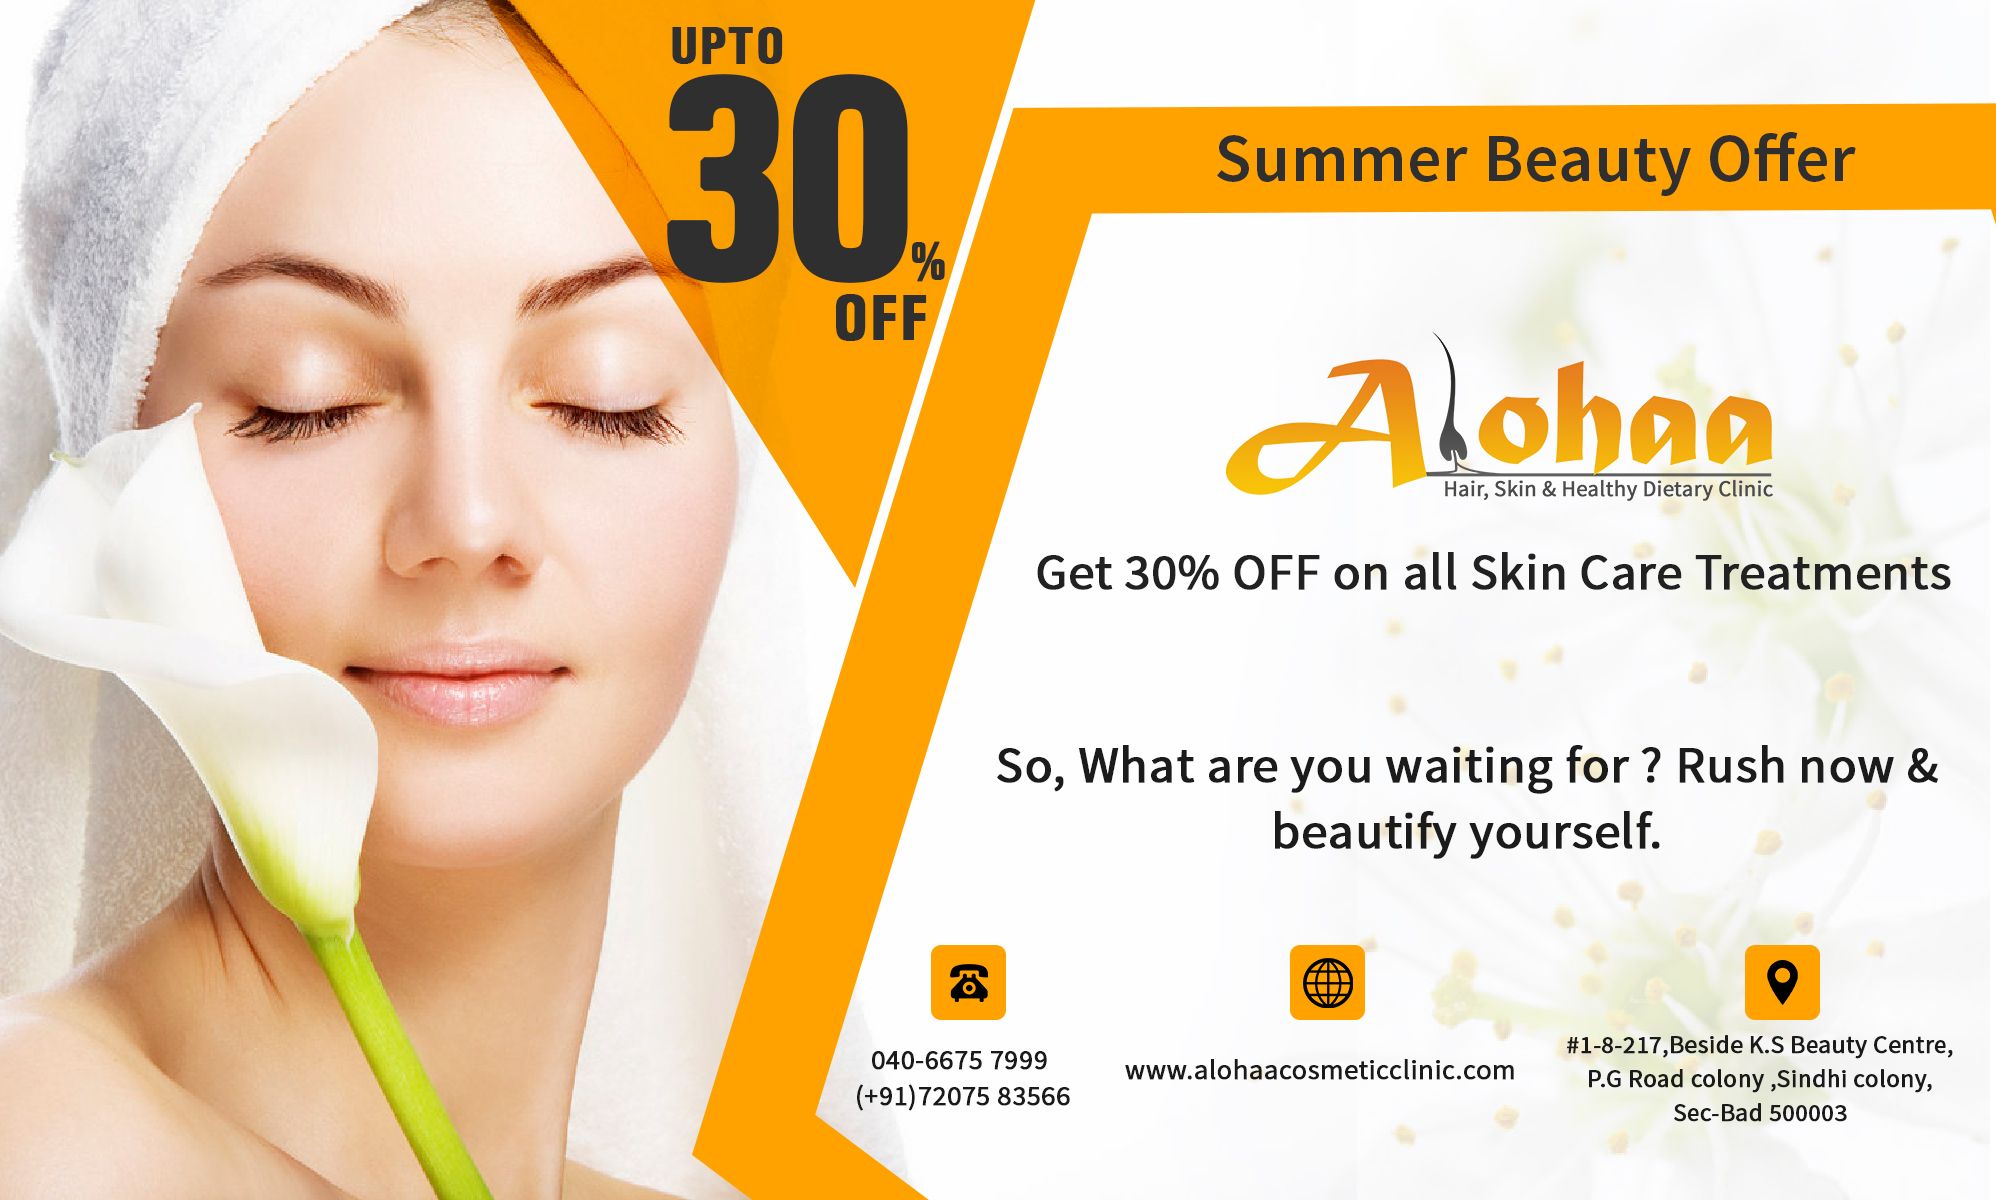 UPTO
30%
OFF
Summer Beauty Offer
Alohaa
Hair, Skin & Healthy Dietary Clinic
Get 30% OFF on all Skin Care Treatments
So, What are you waiting for ? Rush now &
beautify yourself.
040-6675 7999
(+91)72075 83566
www.alohaacosmeticclinic.com
#1-8-217,Beside K.S Beauty Centre,
P.G Road colony ,Sindhi colony,
Sec-Bad 500003